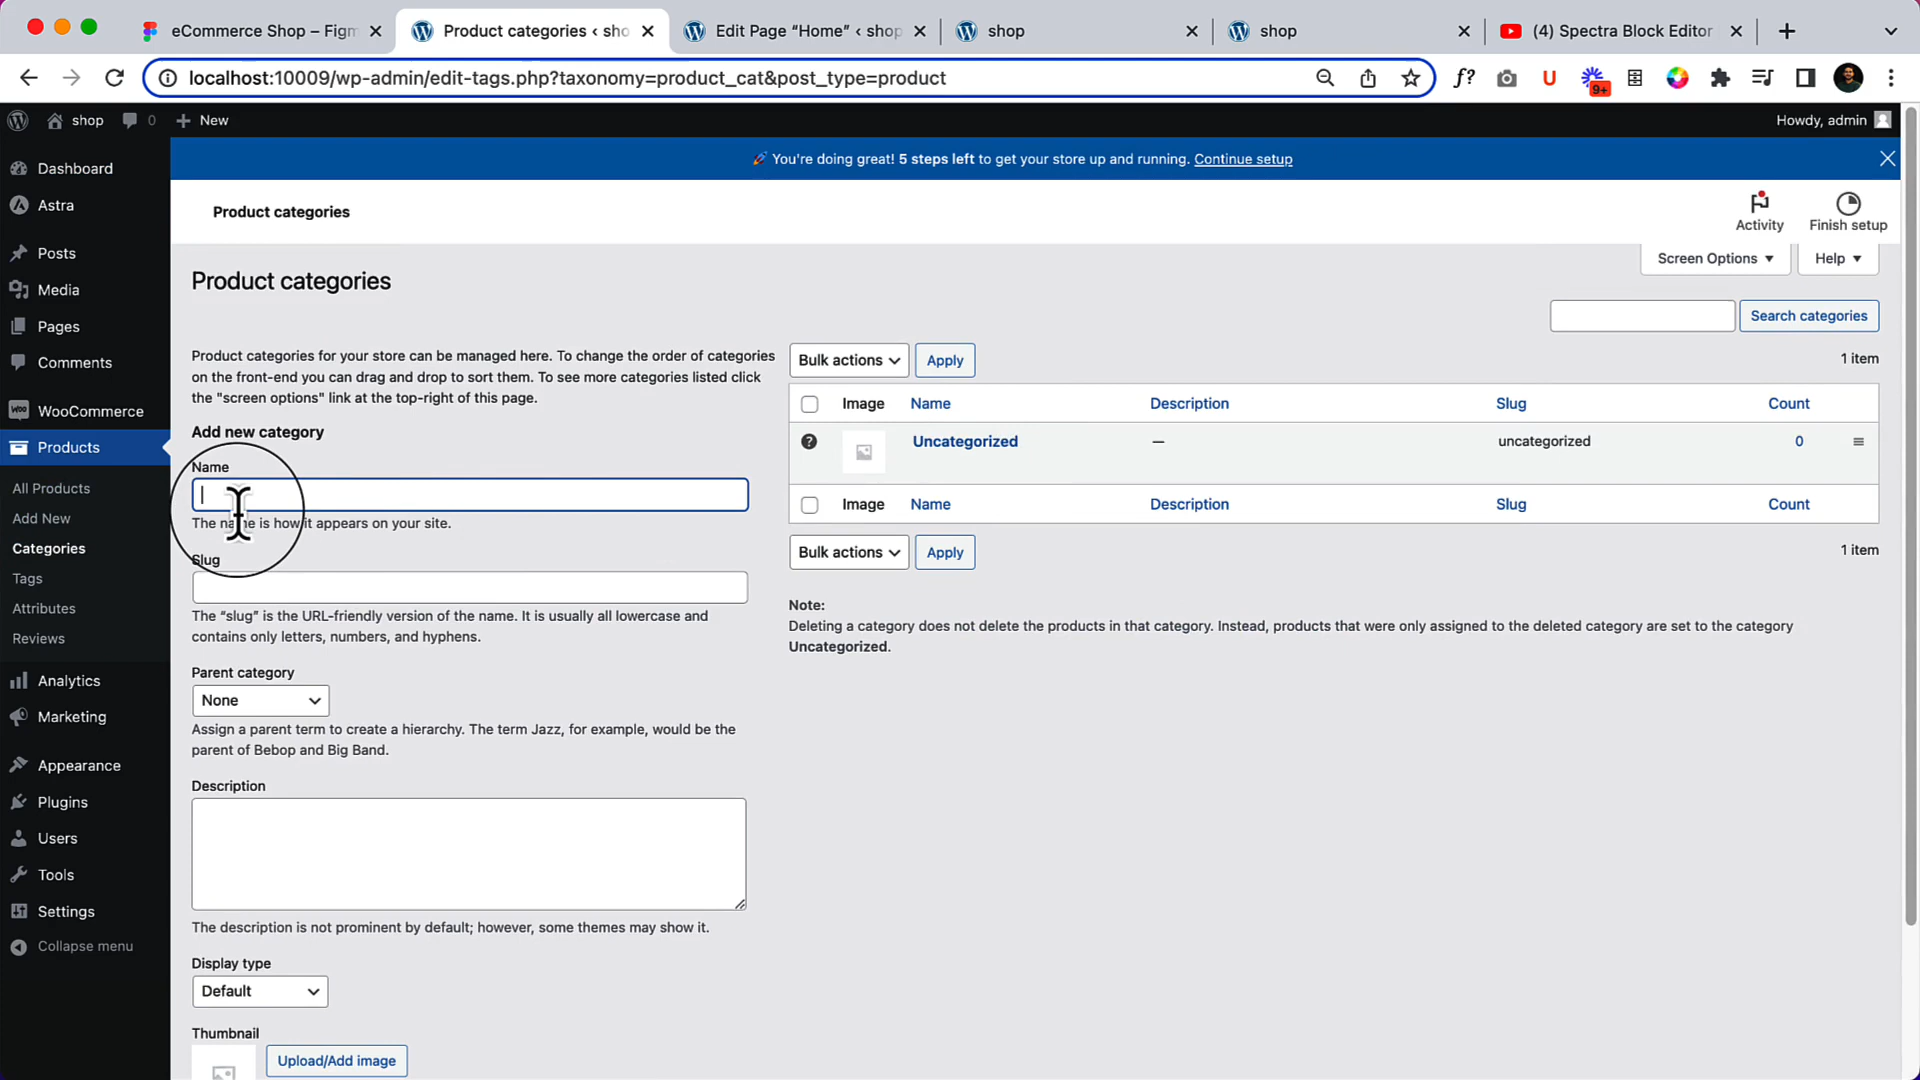 eCommerce Shop – Figm
Product categories ‹ sho
Edit Page “Home” ‹ shop
shop
shop
(4) Spectra Block Editor
localhost:10009/wp-admin/edit-tags.php?taxonomy=product_cat&post_type=product
f?
U
9+
shop
0
New
Howdy, admin
You're doing great! 5 steps left to get your store up and running. Continue setup
Dashboard
Astra
Posts
Media
Pages
Comments
WooCommerce
Products
All Products
Add New
Categories
Tags
Attributes
Reviews
Analytics
Marketing
Appearance
Plugins
Users
Tools
Settings
Collapse menu
Product categories
Activity
Finish setup
Screen Options
Help
Product categories
Search categories
Product categories for your store can be managed here. To change the order of categories
on the front-end you can drag and drop to sort them. To see more categories listed click
the "screen options" link at the top-right of this page.
Add new category
Name
The name is how it appears on your site.
Slug
The “slug” is the URL-friendly version of the name. It is usually all lowercase and
contains only letters, numbers, and hyphens.
Parent category
None
Assign a parent term to create a hierarchy. The term Jazz, for example, would be the
parent of Bebop and Big Band.
Description
The description is not prominent by default; however, some themes may show it.
Display type
Default
Thumbnail
Upload/Add image
Bulk actions
Apply
1 item
Image Name Description Slug Count
Uncategorized — uncategorized 0
Image Name Description Slug Count
Bulk actions
Apply
1 item
Note:
Deleting a category does not delete the products in that category. Instead, products that were only assigned to the deleted category are set to the category
Uncategorized.